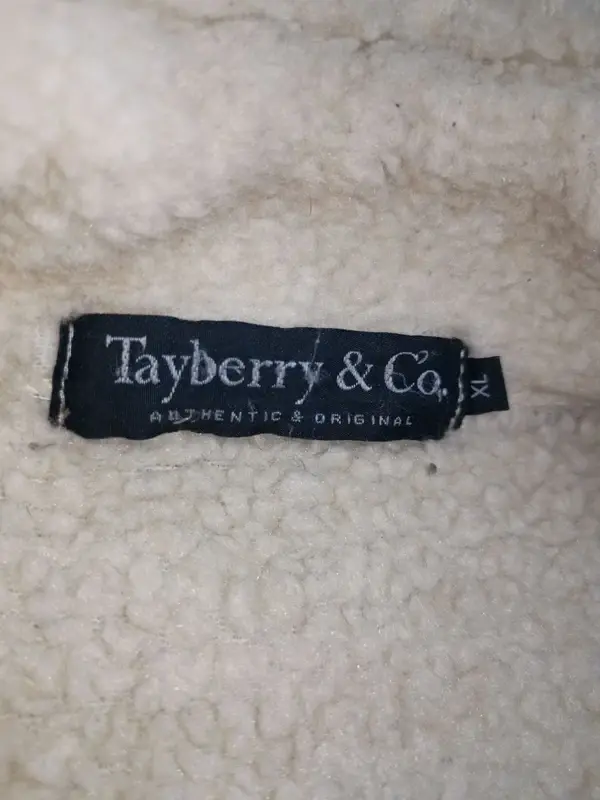 Tayberry & Co.
AUTHENTIC & ORIGINAL
XL